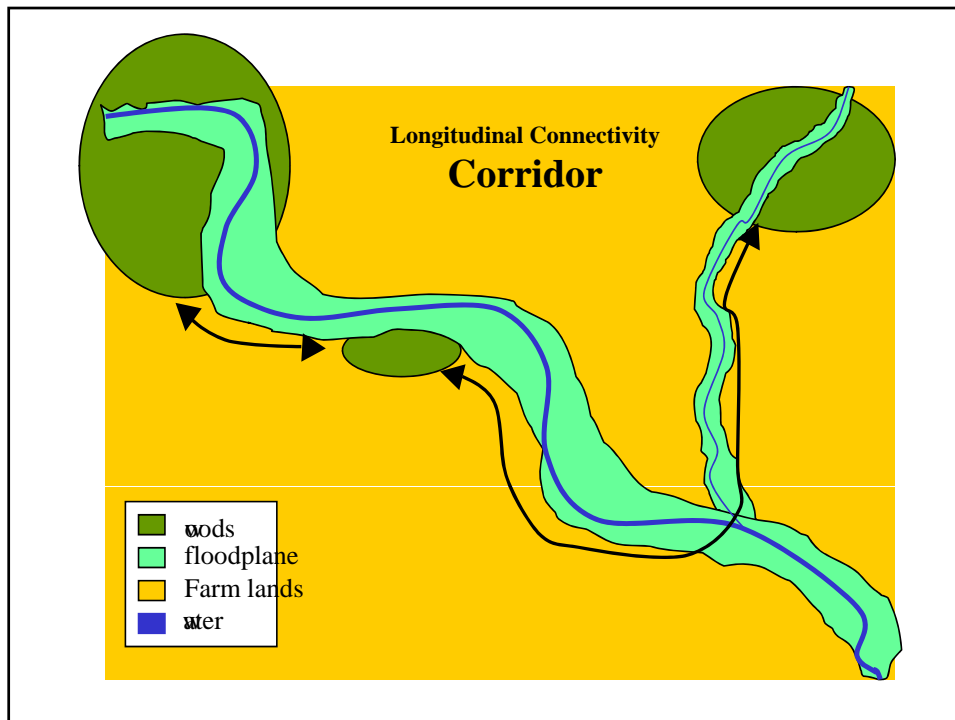 Longitudinal Connectivity
Corridor
woods
floodplane
Farm lands
water